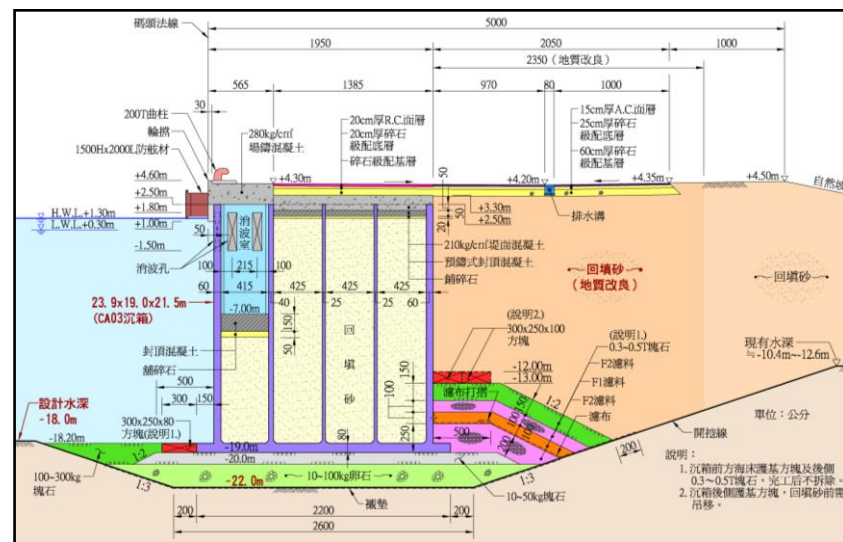 碼頭法線
5000
1950
2050
1000
2350(地質改良)
565
1385
970
80
1000
200T曲柱
30
輪擋
1500Hx2000L防舷材
280kg/c㎡
場鑄混凝土
20cm厚R.C.面層
20cm厚碎石
級配底層
碎石級配基層
15cm厚A.C.面層
25cm厚碎石
級配底層
60cm厚碎石
級配基層
+4.60m
+2.50m
+1.80m
+1.00m
+4.30m
50
+4.20m
+4.35m
+4.50m
H.W.L.+1.30m
L.W.L.+0.30m
-1.50m
消波孔
50
消波室
20
50
+3.30m
+2.50m
排水溝
210kg/c㎡堤面混凝土
預鑄式封頂混凝土
舖碎石
回填砂
(地質改良)
回填砂
100
215
100
60
415
425
425
425
40
25
25
60
23.9x19.0x21.5m
(CA03沉箱)
-7.00m
150
50
回填砂
封頂混凝土
舖碎石
(說明2.)
300x250x100
方塊
(說明1.)
0.3~0.5T塊石
F2濾料
F1濾料
F2濾料
濾布
現有水深
≒-10.4m~-12.6m
-12.00m
-13.00m
150
100
250
濾布打摺
500
1:2
200
開挖線
單位:公分
設計水深
-18.0m
500
300
150
300x250x80
方塊(說明1.)
-18.20m
1:2
100~300kg
塊石
1:3
-19.0m
-20.0m
80
-22.0m
10~100kg卵石
10~50kg塊石
1:3
襯墊
200
2200
200
2600
說明:
1.沉箱前方海床護基方塊及後側
0.3~0.5T塊石,完工后不拆除。
2.沉箱後側護基方塊,回填砂前需
吊移。